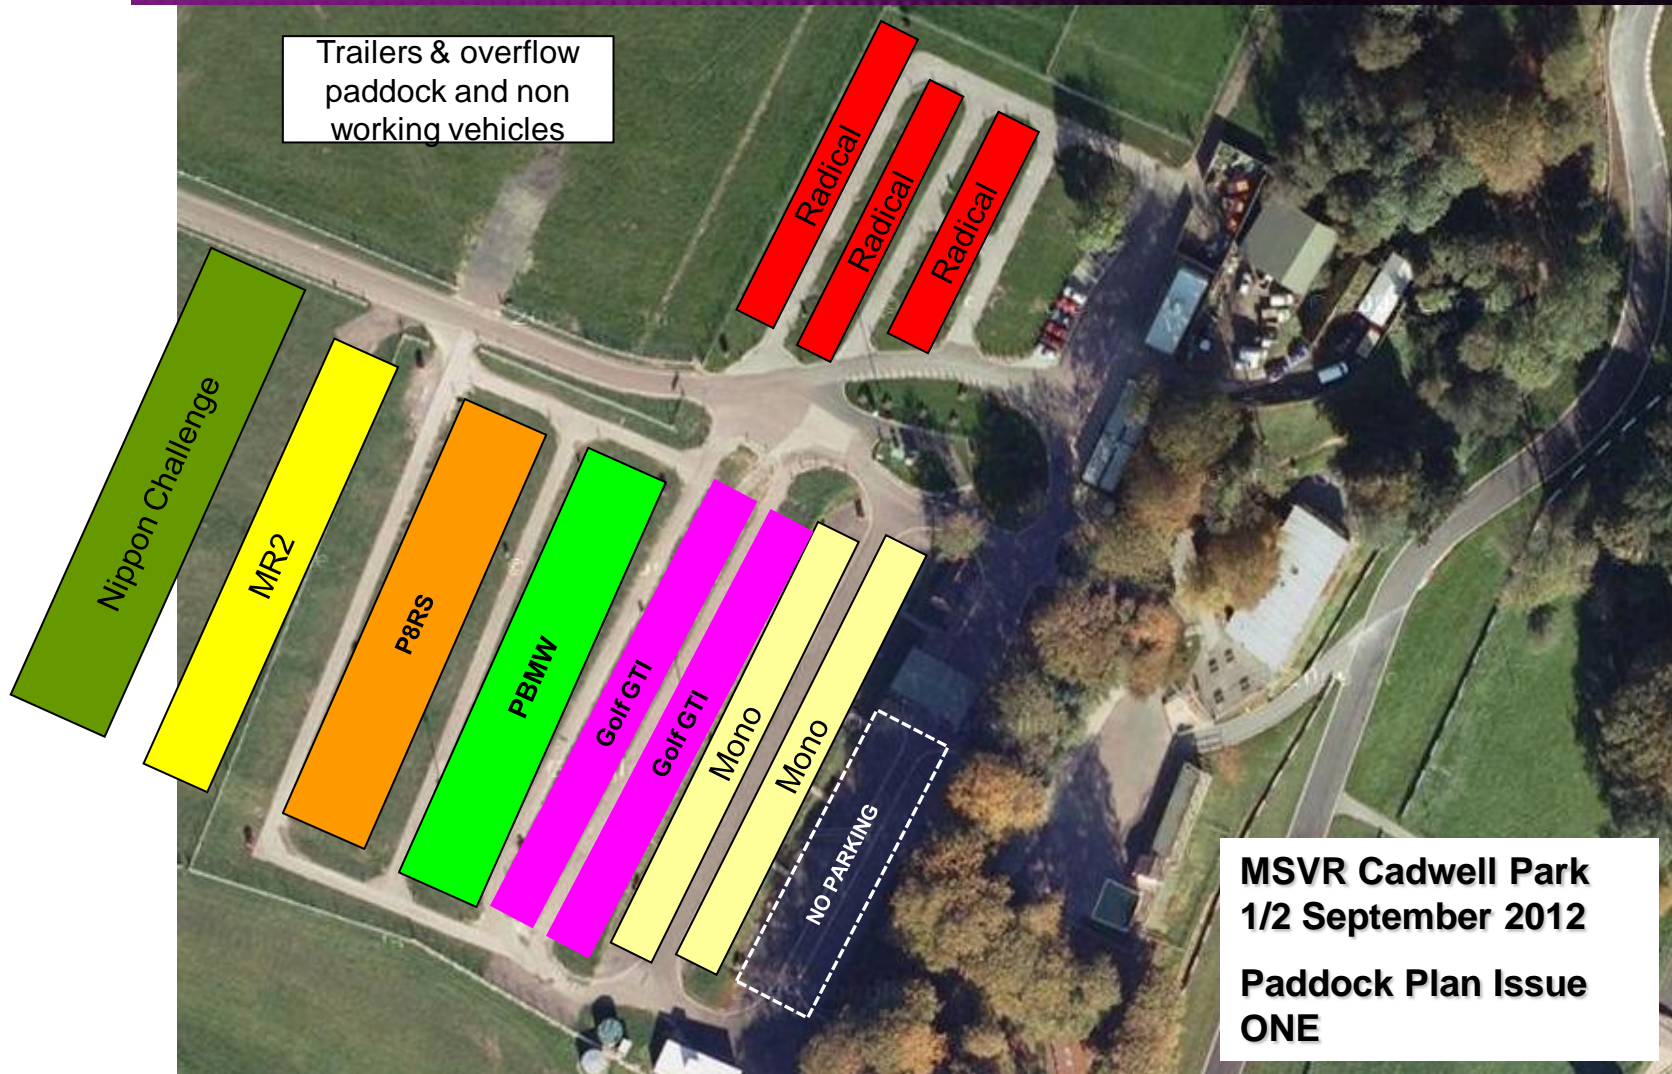 Trailers & overflow
paddock and non
working vehicles
Radical
Radical
Radical
Nippon Challenge
MR2
P8RS
PBMW
Golf GTI
Golf GTI
Mono
Mono
NO PARKING
MSVR Cadwell Park
1/2 September 2012
Paddock Plan Issue
ONE